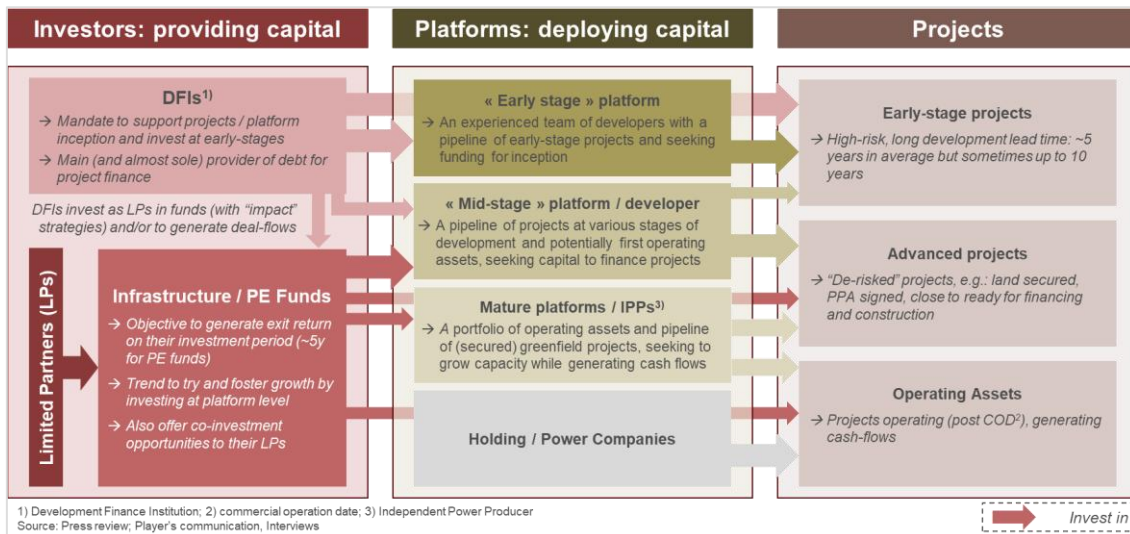 Investors: providing capital
Platforms: deploying capital
Projects
DFIs1)
→ Mandate to support projects / platform
inception and invest at early-stages
→ Main (and almost sole) provider of debt for
project finance
DFIs invest as LPs in funds (with “impact”
strategies) and/or to generate deal-flows
Limited Partners (LPs)
Infrastructure / PE Funds
→ Objective to generate exit return
on their investment period (~5y
for PE funds)
→ Trend to try and foster growth by
investing at platform level
→ Also offer co-investment
opportunities to their LPs
« Early stage » platform
→ An experienced team of developers with a
pipeline of early-stage projects and seeking
funding for inception
« Mid-stage » platform / developer
→ A pipeline of projects at various stages of
development and potentially first operating
assets, seeking capital to finance projects
Mature platforms / IPPs3)
→ A portfolio of operating assets and pipeline
of (secured) greenfield projects, seeking to
grow capacity while generating cash flows
Holding / Power Companies
Early-stage projects
→ High-risk, long development lead time: ~5
years in average but sometimes up to 10
years
Advanced projects
→ “De-risked” projects, e.g.: land secured,
PPA signed, close to ready for financing
and construction
Operating Assets
→ Projects operating (post COD2), generating
cash-flows
1) Development Finance Institution; 2) commercial operation date; 3) Independent Power Producer
Source: Press review; Player’s communication, Interviews
Invest in